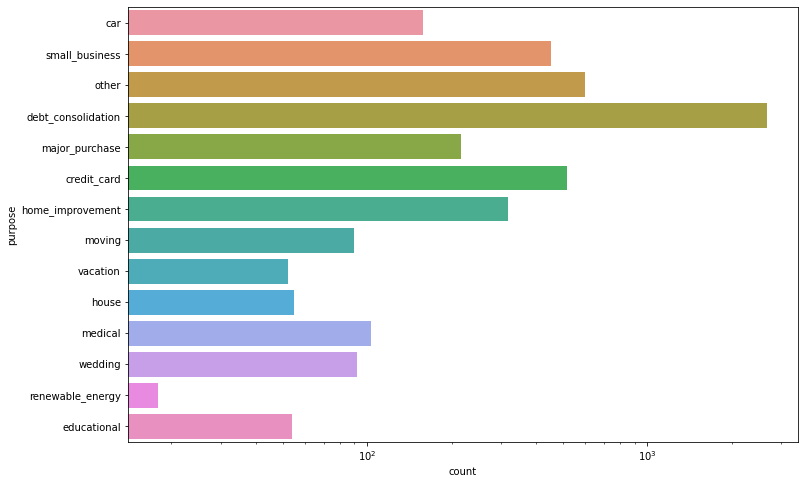 car
small_business
other
debt_consolidation
major_purchase
credit_card
home_improvement
moving
vacation
house
medical
wedding
renewable_energy
educational
purpose
10² 10³
count